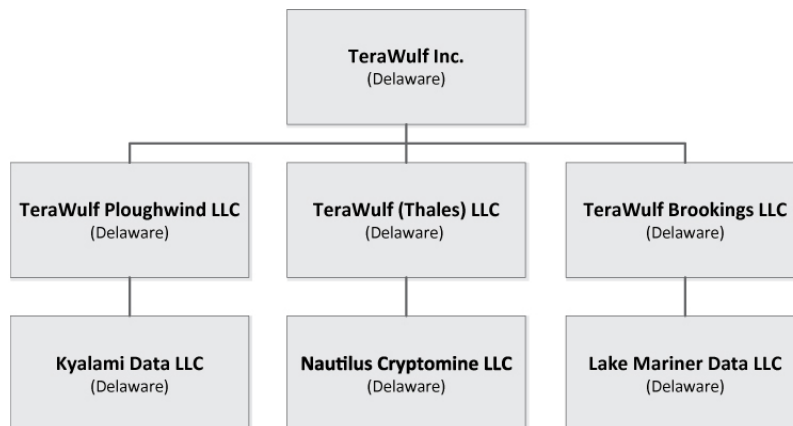 TeraWulf Inc.
(Delaware)
TeraWulf Ploughwind LLC
(Delaware)
TeraWulf (Thales) LLC
(Delaware)
TeraWulf Brookings LLC
(Delaware)
Kyalami Data LLC
(Delaware)
Nautilus Cryptomine LLC
(Delaware)
Lake Mariner Data LLC
(Delaware)